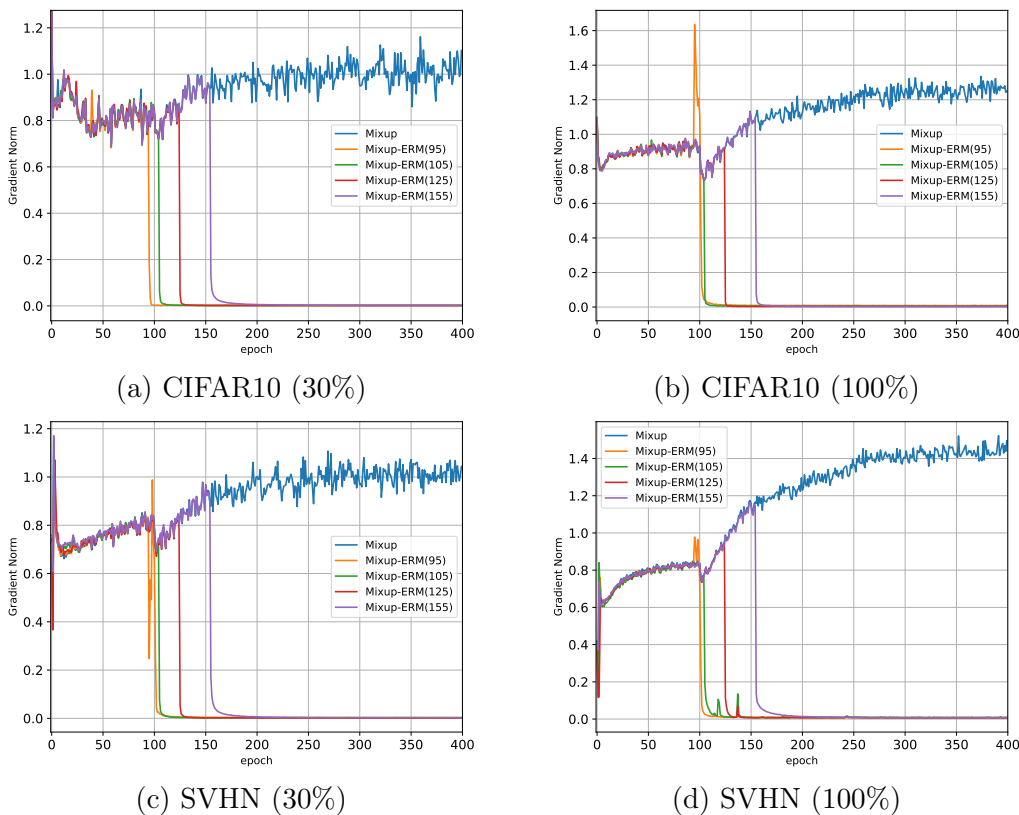 1.2
1.0
0.8
0.6
0.4
0.2
0.0
Gradient Norm
Mixup
Mixup-ERM(95)
Mixup-ERM(105)
Mixup-ERM(125)
Mixup-ERM(155)
0 50 100 150 200 250 300 350 400
epoch
(a) CIFAR10 (30%)
1.6
1.4
1.2
1.0
0.8
0.6
0.4
0.2
0.0
Gradient Norm
Mixup
Mixup-ERM(95)
Mixup-ERM(105)
Mixup-ERM(125)
Mixup-ERM(155)
0 50 100 150 200 250 300 350 400
epoch
(b) CIFAR10 (100%)
1.2
1.0
0.8
0.6
0.4
0.2
0.0
Gradient Norm
Mixup
Mixup-ERM(95)
Mixup-ERM(105)
Mixup-ERM(125)
Mixup-ERM(155)
0 50 100 150 200 250 300 350 400
epoch
(c) SVHN (30%)
1.4
1.2
1.0
0.8
0.6
0.4
0.2
0.0
Gradient Norm
Mixup
Mixup-ERM(95)
Mixup-ERM(105)
Mixup-ERM(125)
Mixup-ERM(155)
0 50 100 150 200 250 300 350 400
epoch
(d) SVHN (100%)